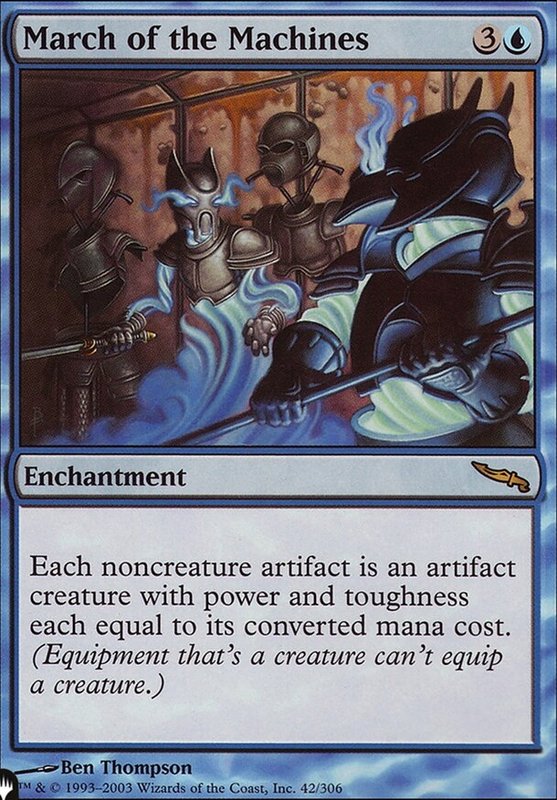 March of the Machines 3
Enchantment
Each noncreature artifact is an artifact
creature with power and toughness
each equal to its converted mana cost.
(Equipment that's a creature can't equip
a creature.)
Ben Thompson
™ & © 1993–2003 Wizards of the Coast, Inc. 42/306